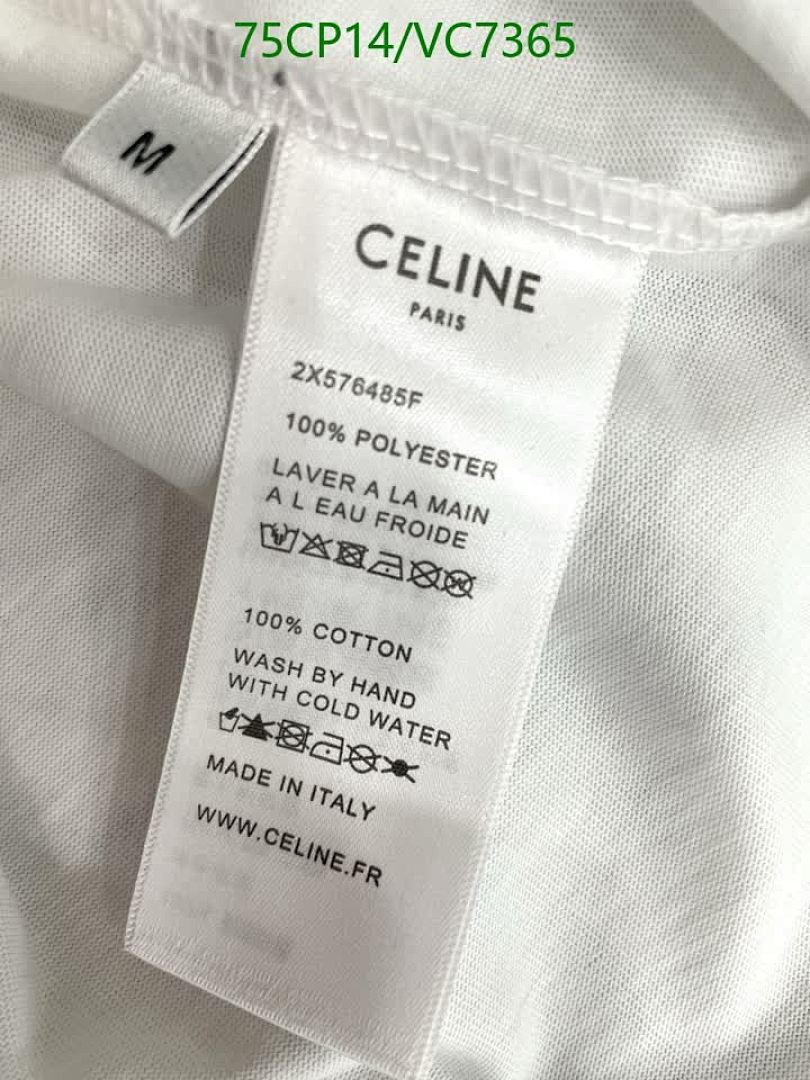 75CP14/VC7365
M
CELINE
PARIS
2X576485F
100% POLYESTER
LAVER A LA MAIN
A L EAU FROIDE
100% COTTON
WASH BY HAND
WITH COLD WATER
MADE IN ITALY
WWW.CELINE.FR